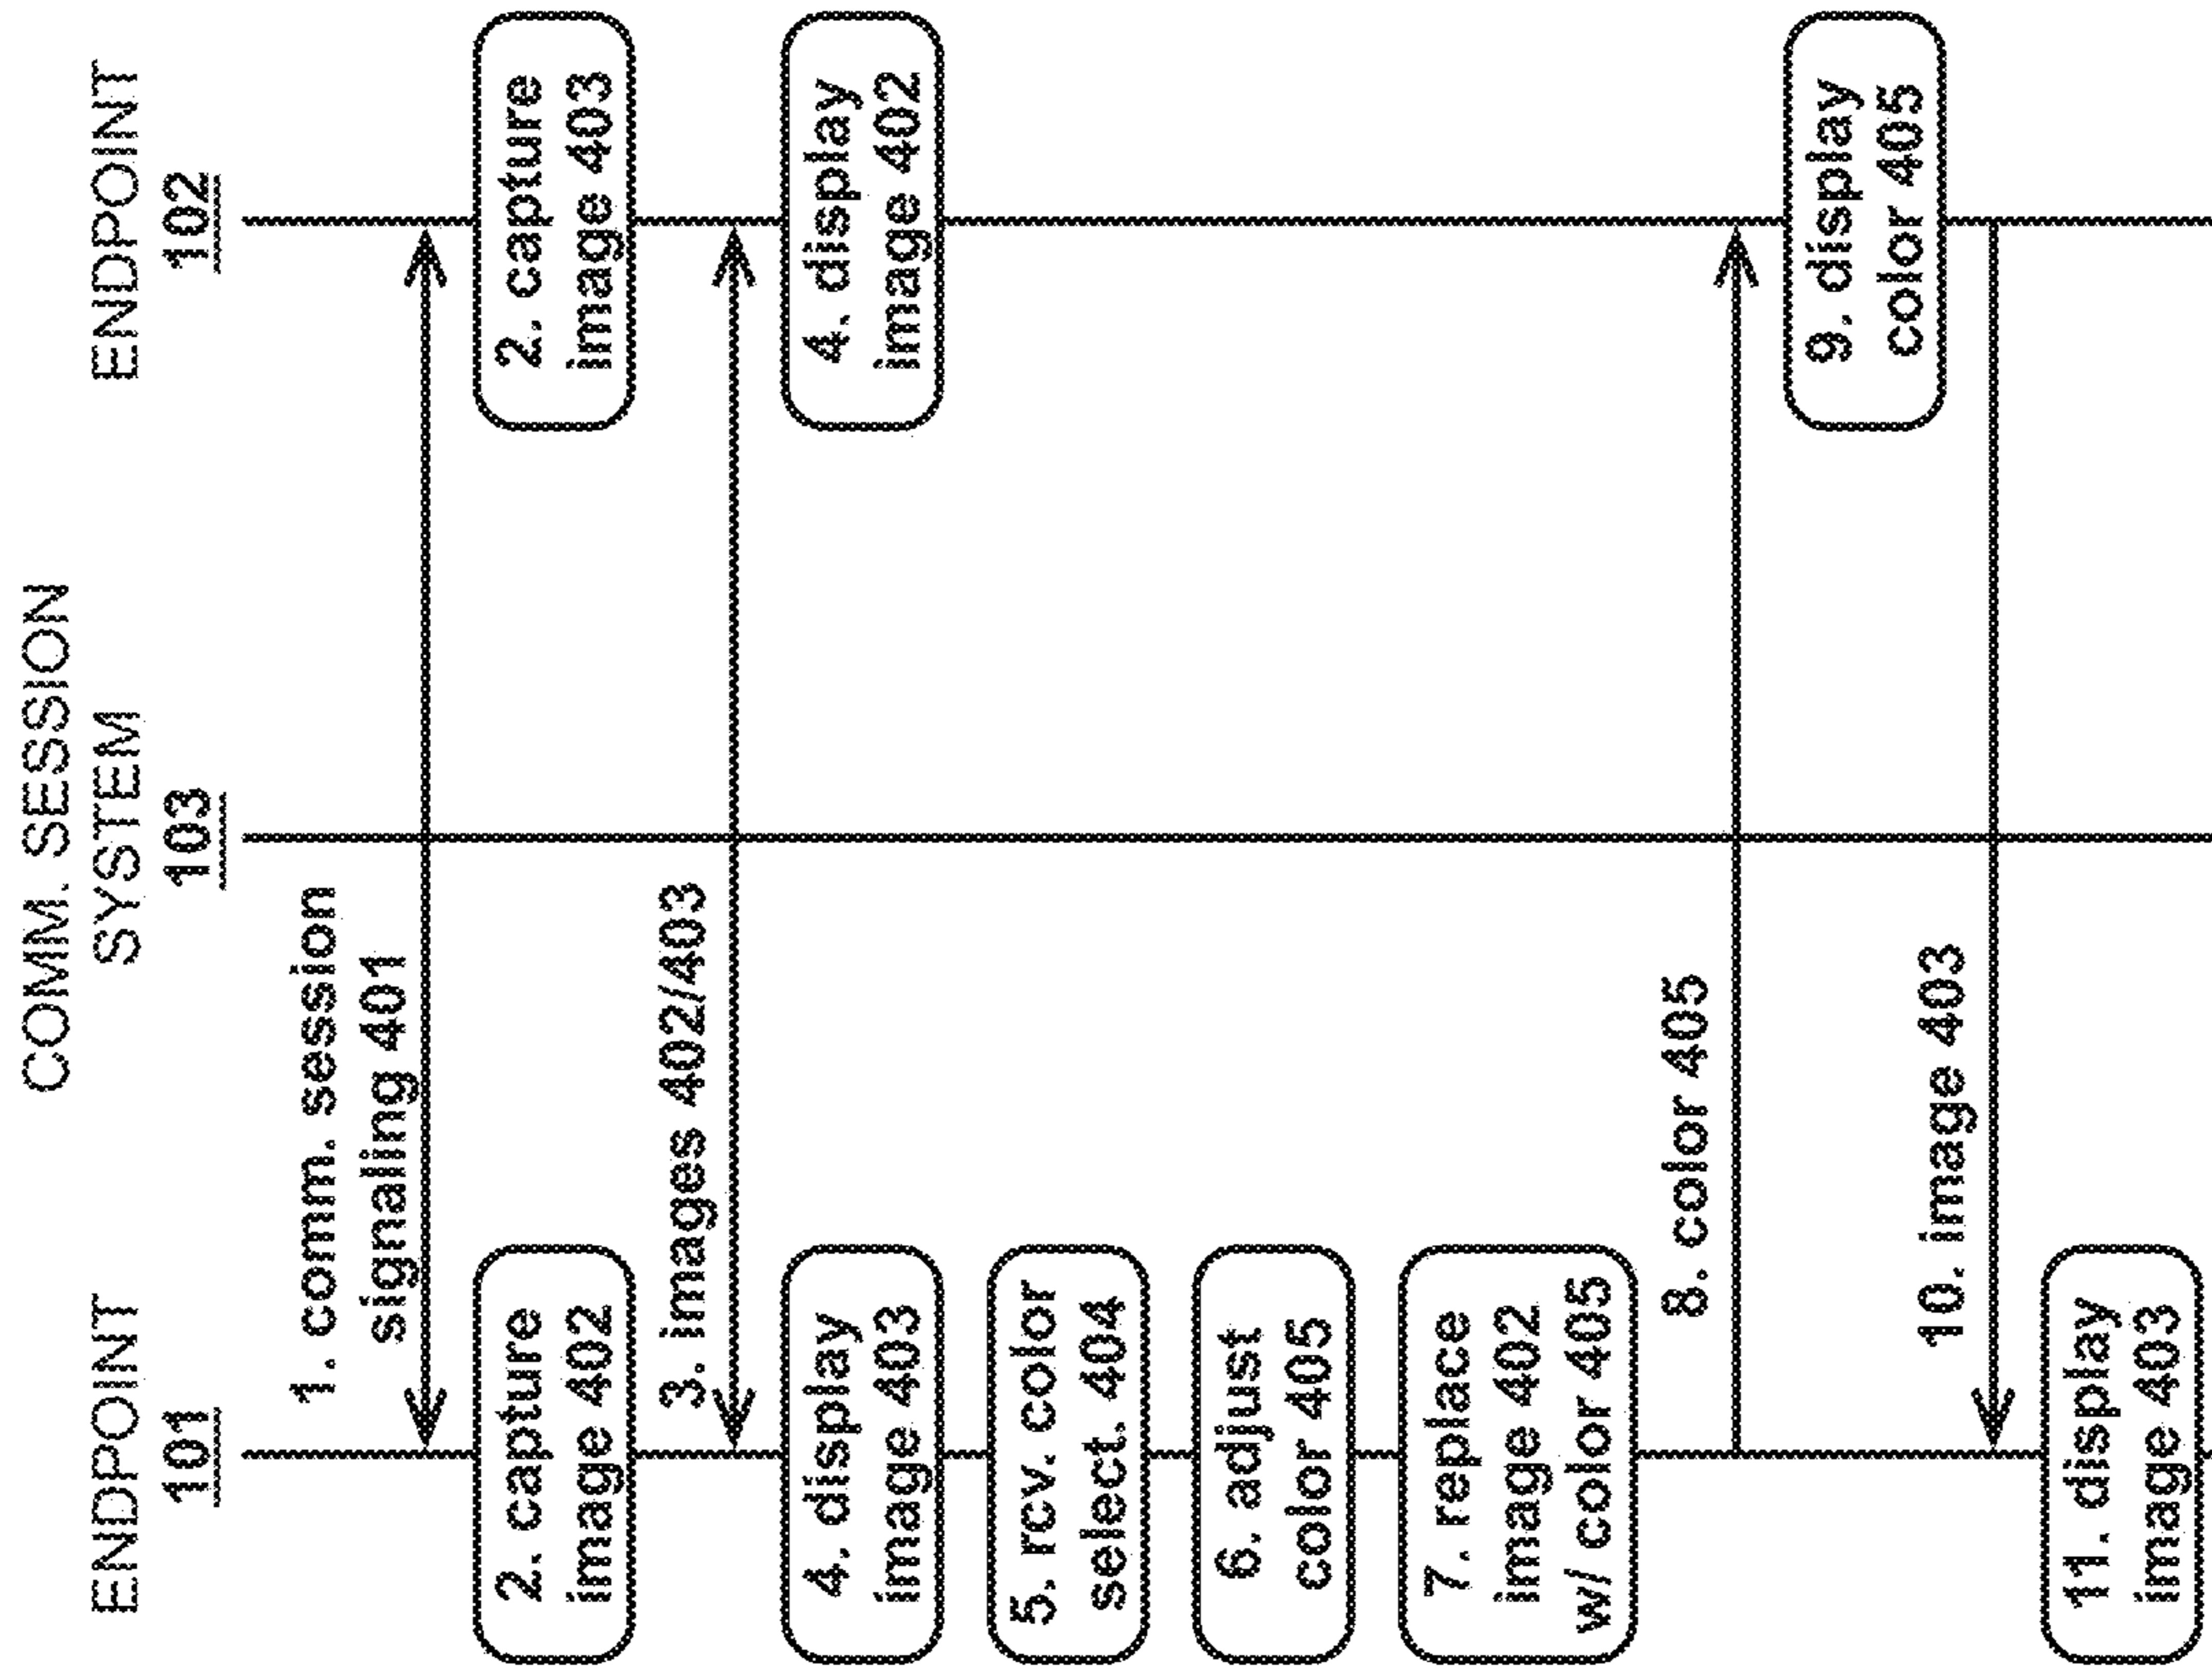 ENDPOINT
101
COMM. SESSION
SYSTEM
103
ENDPOINT
102
1. comm. session
signaling 401
2. capture
image 402
2. capture
image 403
3. images 402/403
4. display
image 403
4. display
image 402
5. rcv. color
select. 404
6. adjust
color 405
7. replace
image 402
w/ color 405
8. color 405
9. display
color 405
10. image 403
11. display
image 403